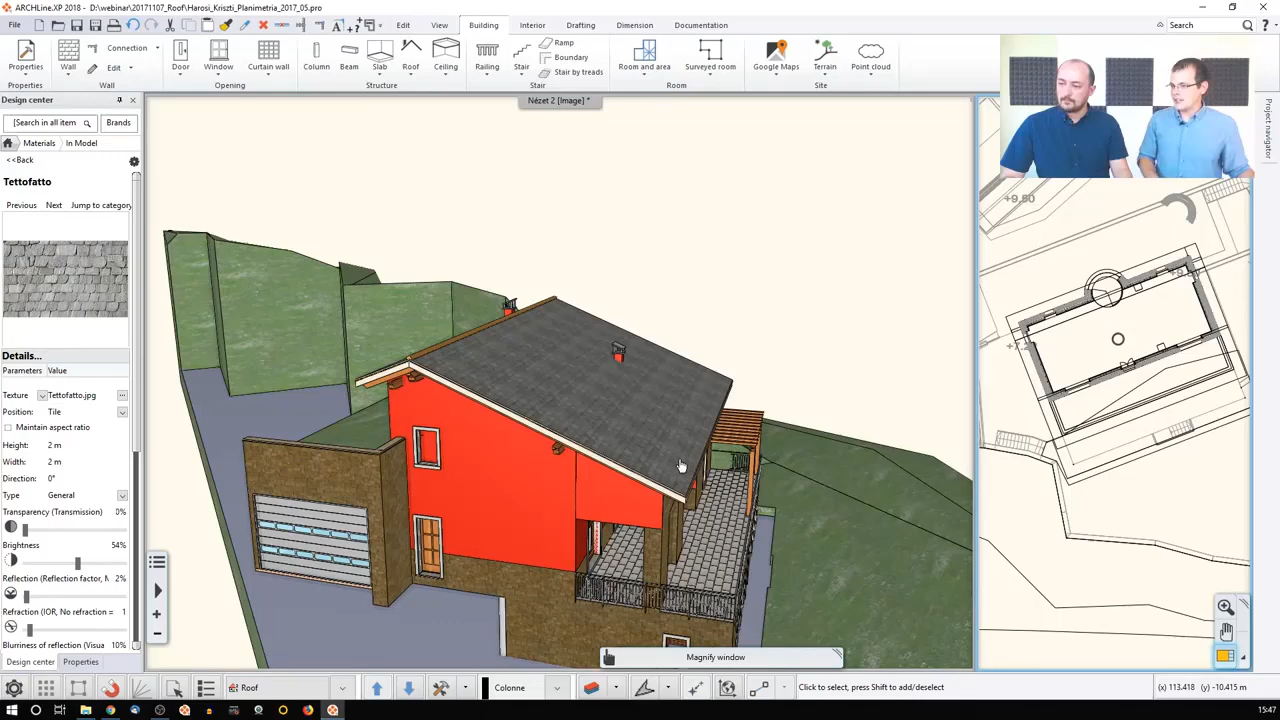 ARCHLine.XP 2018 - D:\webinar\20171107_Roof\Harosi_Kriszti_Planimetria_2017_05.pro
File
Edit
View
Building
Interior
Drafting
Dimension
Documentation
Search
Properties
Wall
Connection
Edit
Door
Window
Curtain wall
Column
Beam
Slab
Roof
Ceiling
Railing
Stair
Ramp
Boundary
Stair by treads
Room and area
Surveyed room
Google Maps
Terrain
Point cloud
Properties
Wall
Opening
Structure
Stair
Room
Site
Design center
Nézet 2 [Image] *
[Search in all item
Brands
Materials
In Model
<<Back
Tettofatto
Previous
Next
Jump to category
Details...
Parameters
Value
Texture
Tettofatto.jpg
Position:
Tile
Maintain aspect ratio
Height:
2 m
Width:
2 m
Direction:
0°
Type
General
Transparency (Transmission)
0%
Brightness
54%
Reflection (Reflection factor, M
2%
Refraction (IOR, No refraction =
1
Blurriness of reflection (Visua
10%
Design center
Properties
Project navigator
+9.50
Magnify window
Roof
Colonne
Click to select, press Shift to add/deselect
(x) 113.418 (y) -10.415 m
15:47